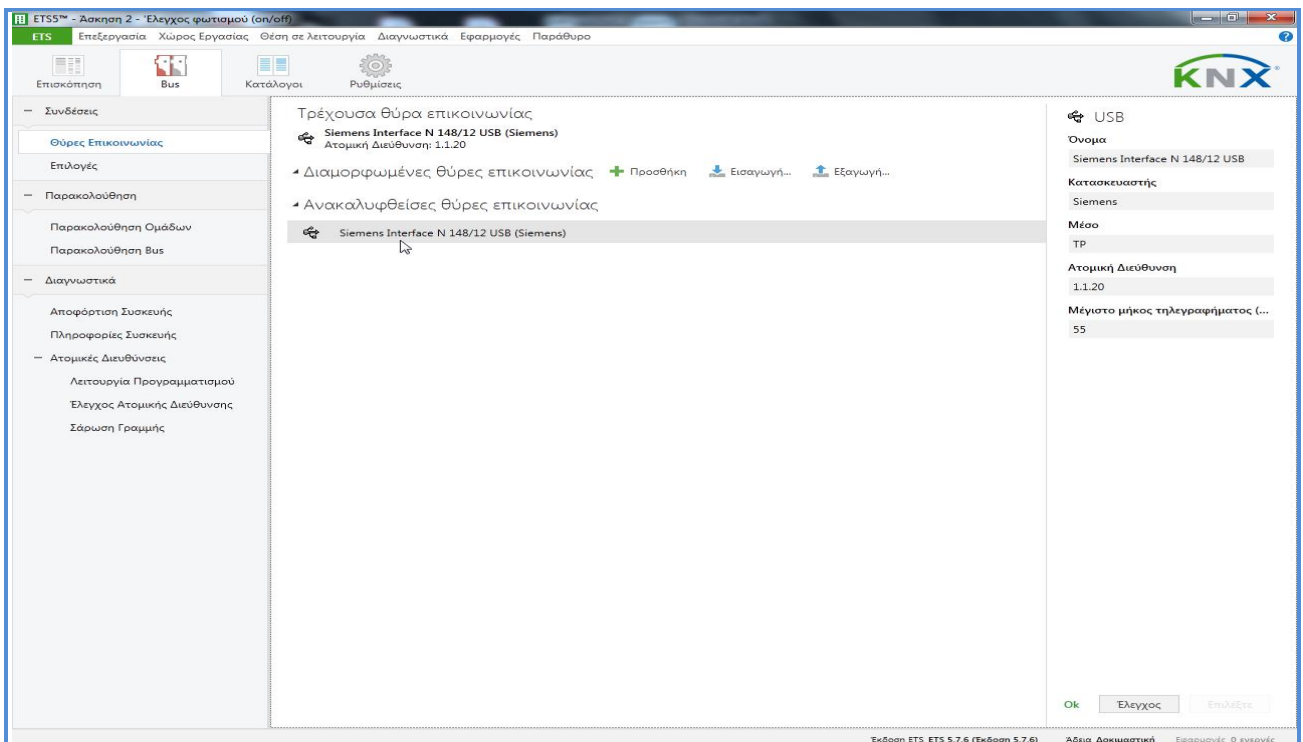 ETS5™ - Άσκηση 2 - Έλεγχος φωτισμού (on/off)
ETS Επεξεργασία Χώρος Εργασίας Θέση σε λειτουργία Διαγνωστικά Εφαρμογές Παράθυρο
Επισκόπηση Bus Κατάλογοι Ρυθμίσεις
KNX
Συνδέσεις
Θύρες Επικοινωνίας
Επιλογές
Παρακολούθηση
Παρακολούθηση Ομάδων
Παρακολούθηση Bus
Διαγνωστικά
Αποφόρτιση Συσκευής
Πληροφορίες Συσκευής
Ατομικές Διευθύνσεις
Λειτουργία Προγραμματισμού
Έλεγχος Ατομικής Διεύθυνσης
Σάρωση Γραμμής
Τρέχουσα θύρα επικοινωνίας
Siemens Interface N 148/12 USB (Siemens)
Ατομική Διεύθυνση: 1.1.20
Διαμορφωμένες θύρες επικοινωνίας Προσθήκη Εισαγωγή... Εξαγωγή...
Ανακαλυφθείσες θύρες επικοινωνίας
Siemens Interface N 148/12 USB (Siemens)
USB
Όνομα
Siemens Interface N 148/12 USB
Κατασκευαστής
Siemens
Μέσο
TP
Ατομική Διεύθυνση
1.1.20
Μέγιστο μήκος τηλεγραφήματος (...
55
Ok Έλεγχος Επιλέξτε
Έκδοση ETS ETS 5.7.6 (Έκδοση 5.7.6) Άδεια Δοκιμαστική Εφαρμογές 0 ενεργές